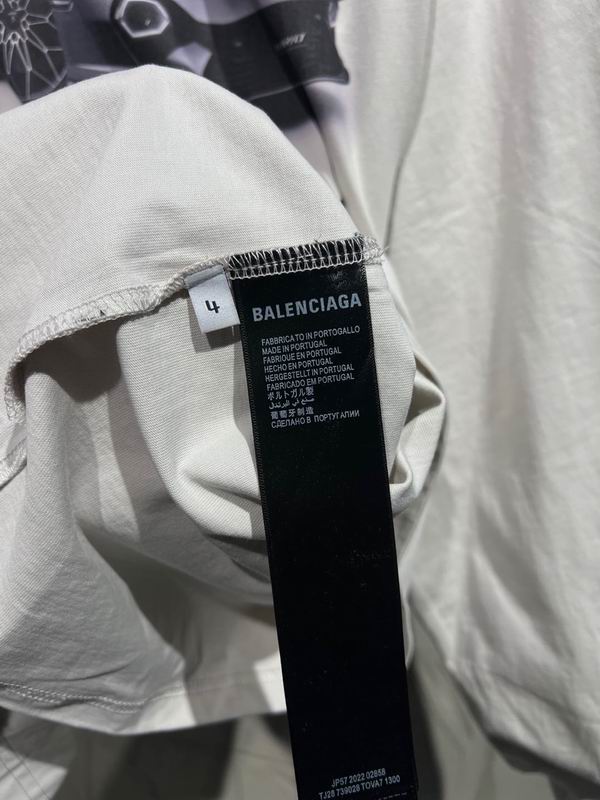 4
BALENCIAGA
FABBRICATO IN PORTOGALLO
MADE IN PORTUGAL
FABRIQUE EN PORTUGAL
HECHO EN PORTUGAL
HERGESTELLT IN PORTUGAL
FABRICADO EM PORTUGAL
ポルトガル製
صنع في البرتغال
葡萄牙制造
СДЕЛАНО В ПОРТУГАЛИИ
JP57 2022 02858
TJ28 739028 TOVA7 1300